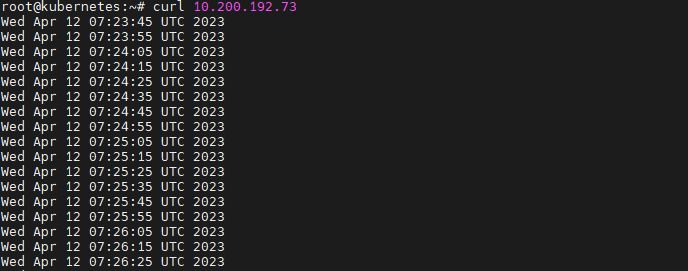 root@kubernetes:~# curl 10.200.192.73
Wed Apr 12 07:23:45 UTC 2023
Wed Apr 12 07:23:55 UTC 2023
Wed Apr 12 07:24:05 UTC 2023
Wed Apr 12 07:24:15 UTC 2023
Wed Apr 12 07:24:25 UTC 2023
Wed Apr 12 07:24:35 UTC 2023
Wed Apr 12 07:24:45 UTC 2023
Wed Apr 12 07:24:55 UTC 2023
Wed Apr 12 07:25:05 UTC 2023
Wed Apr 12 07:25:15 UTC 2023
Wed Apr 12 07:25:25 UTC 2023
Wed Apr 12 07:25:35 UTC 2023
Wed Apr 12 07:25:45 UTC 2023
Wed Apr 12 07:25:55 UTC 2023
Wed Apr 12 07:26:05 UTC 2023
Wed Apr 12 07:26:15 UTC 2023
Wed Apr 12 07:26:25 UTC 2023